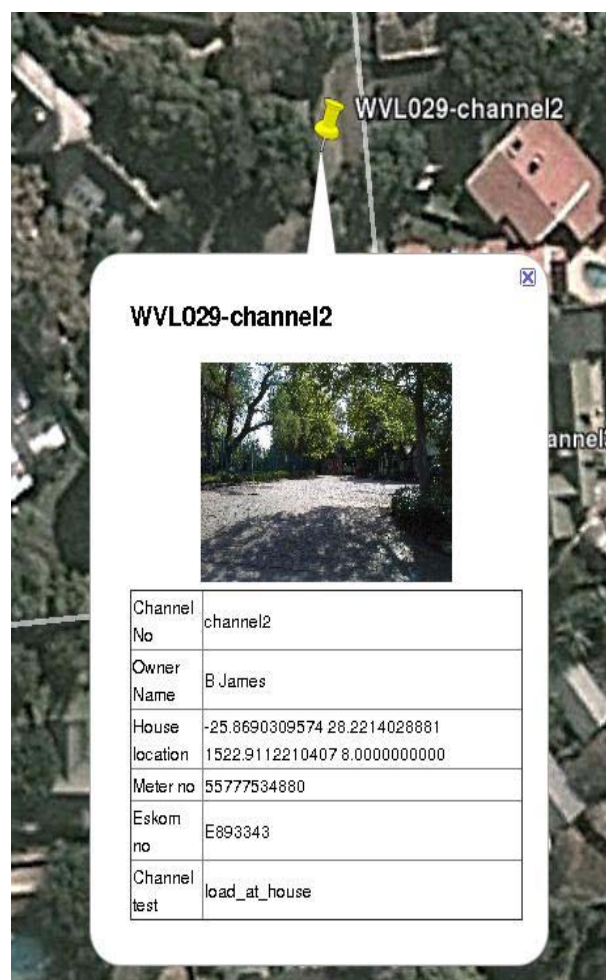 WVL029-channel2
WVL029-channel2
annel
Channel
No
channel2
Owner
Name
B James
House
location
-25.8690309574 28.2214028881
1522.9112210407 8.0000000000
Meter no
55777534880
Eskom
no
E893343
Channel
test
load_at_house